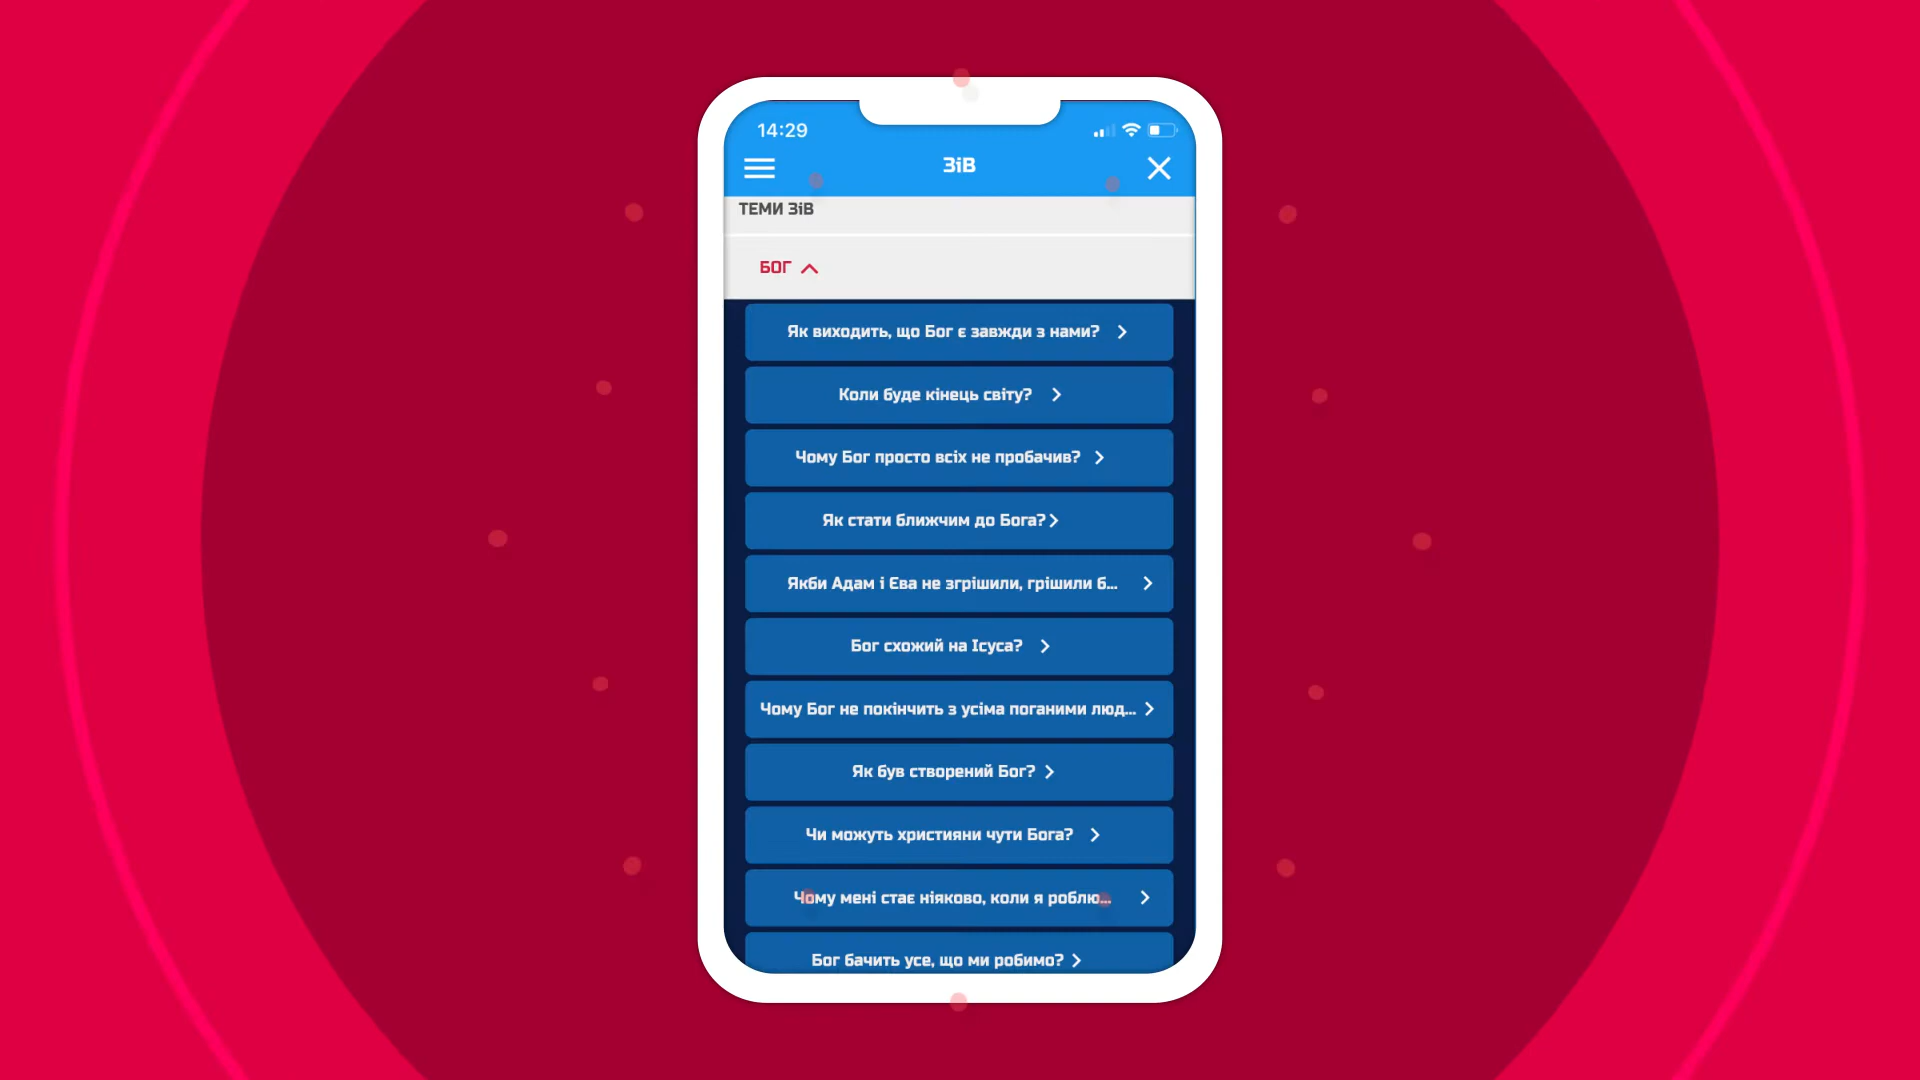 14:29
ЗіВ
ТЕМИ ЗіВ
БОГ
Як виходить, що Бог є завжди з нами?
Коли буде кінець світу?
Чому Бог просто всіх не пробачив?
Як стати ближчим до Бога?
Якби Адам і Ева не згрішили, грішили б...
Бог схожий на Ісуса?
Чому Бог не покінчить з усіма поганими люд...
Як був створений Бог?
Чи можуть християни чути Бога?
Чому мені стає ніяково, коли я роблю...
Бог бачить усе, що ми робимо?